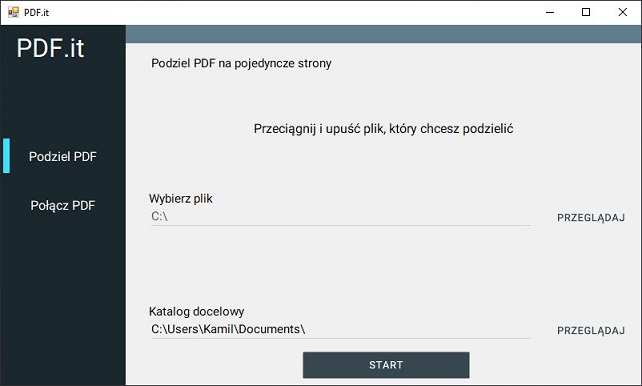 PDF.it
PDF.it
Podziel PDF na pojedyncze strony
Przeciągnij i upuść plik, który chcesz podzielić
Podziel PDF
Połącz PDF
Wybierz plik
C:\
PRZEGLĄDAJ
Katalog docelowy
C:\Users\Kamil\Documents\
PRZEGLĄDAJ
START